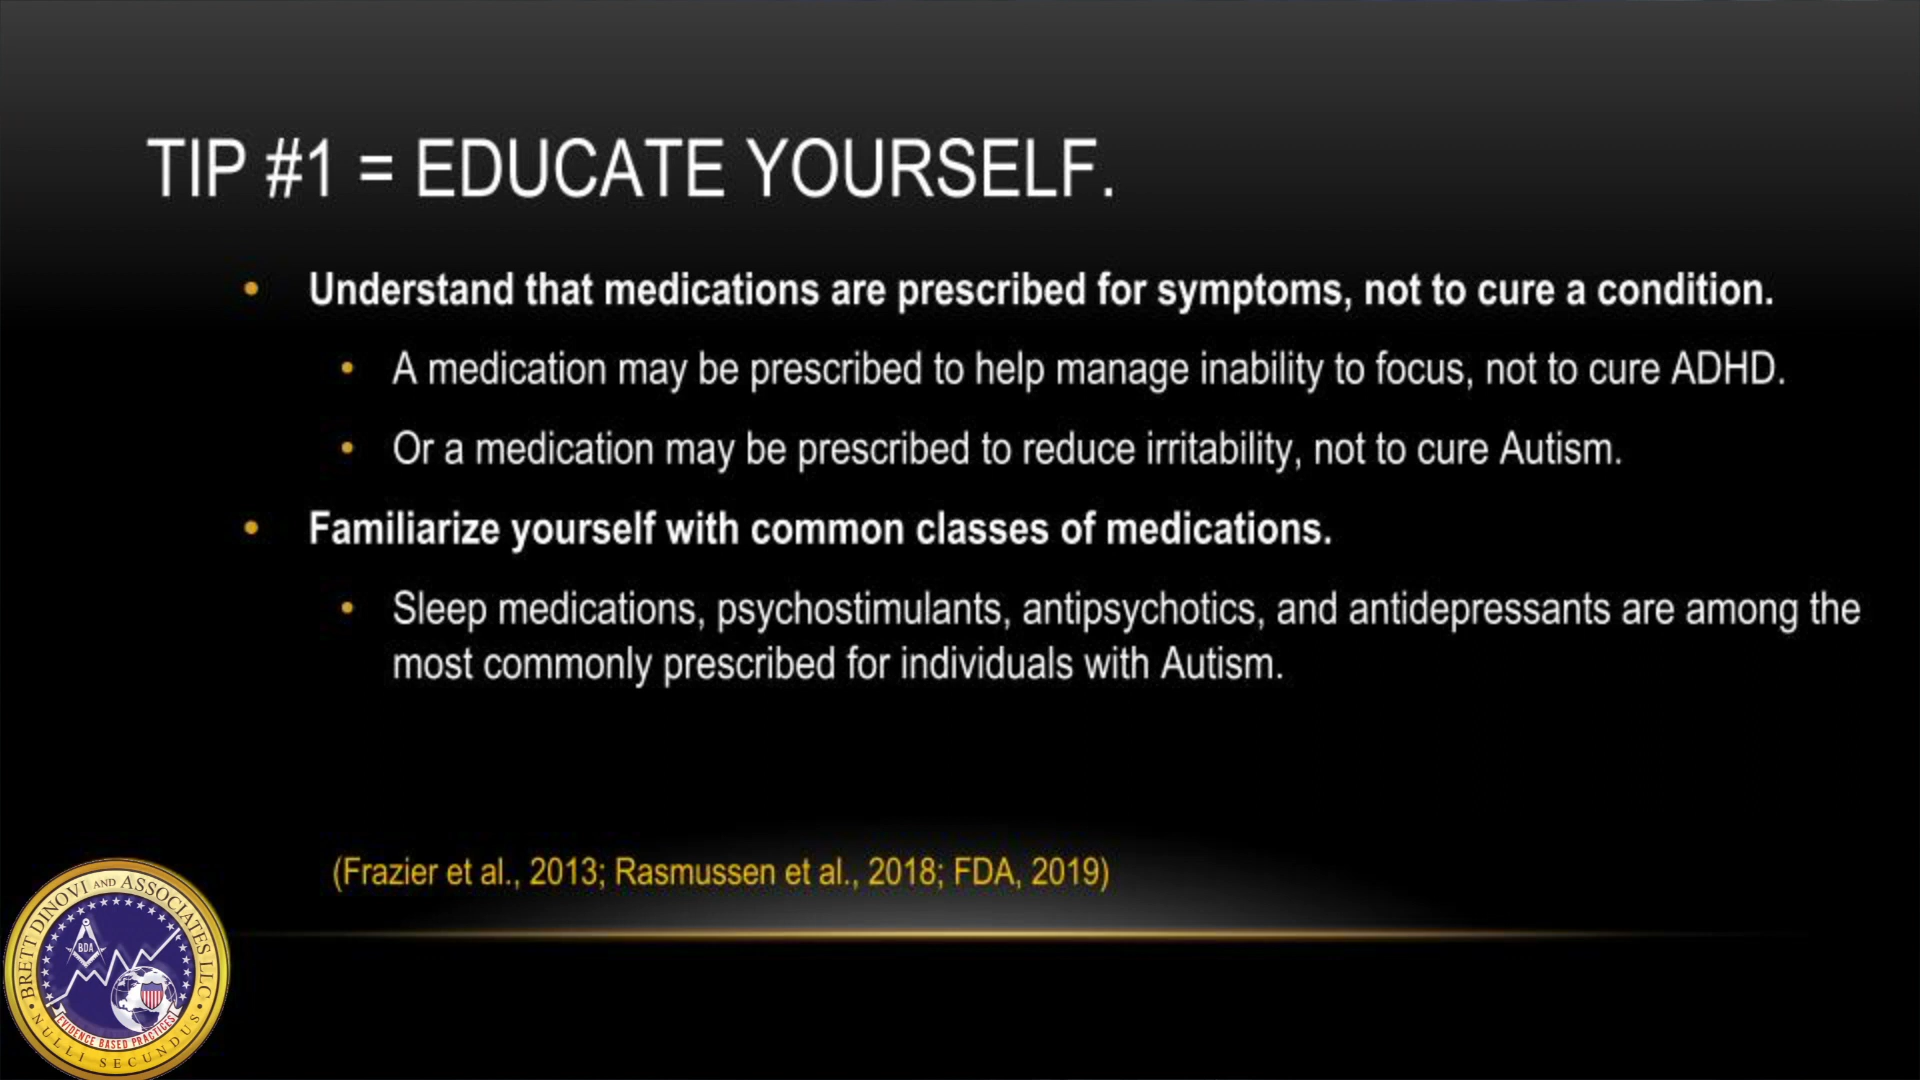 TIP #1 = EDUCATE YOURSELF.
• Understand that medications are prescribed for symptoms, not to cure a condition.
• A medication may be prescribed to help manage inability to focus, not to cure ADHD.
• Or a medication may be prescribed to reduce irritability, not to cure Autism.
• Familiarize yourself with common classes of medications.
• Sleep medications, psychostimulants, antipsychotics, and antidepressants are among the
most commonly prescribed for individuals with Autism.
(Frazier et al., 2013; Rasmussen et al., 2018; FDA, 2019)
BRETT DINOVI AND ASSOCIATES LLC
BDA
EVIDENCE BASED PRACTICES
NULLI SECUNDUS